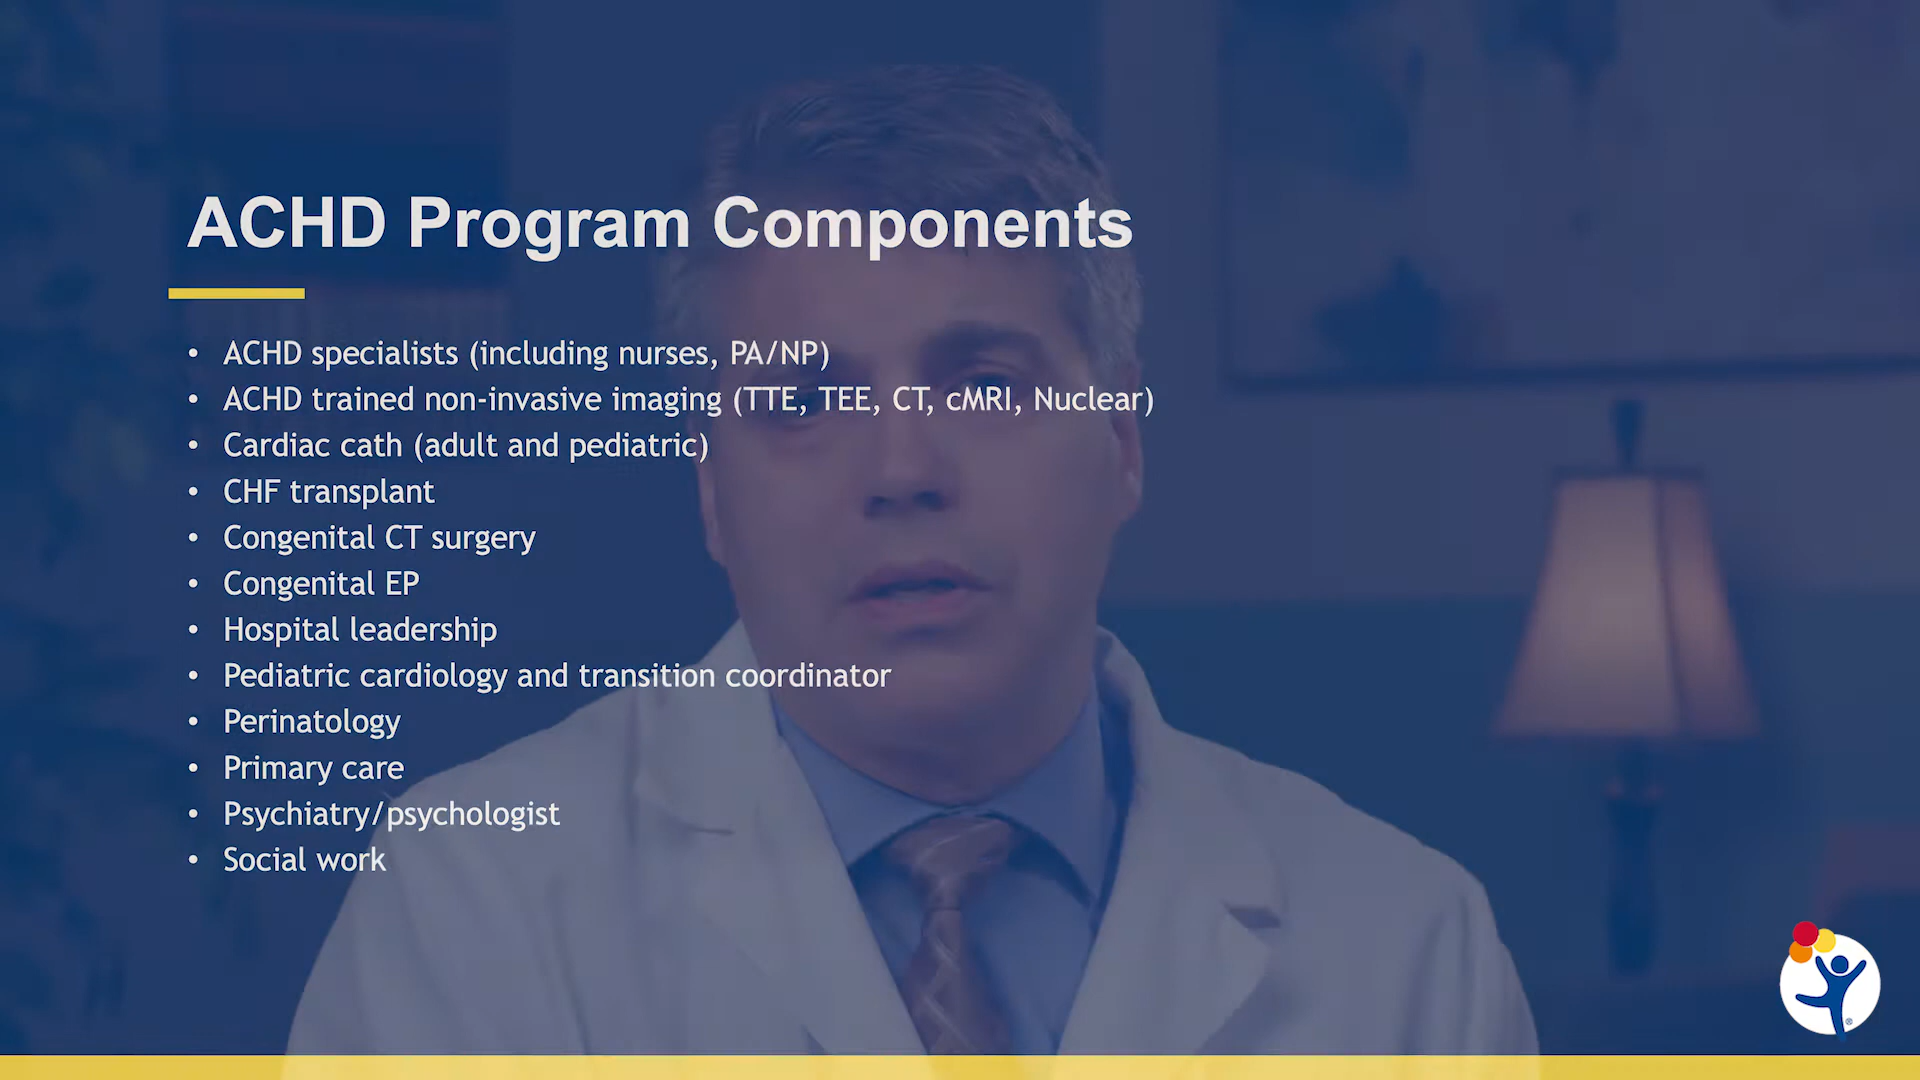 ACHD Program Components
• ACHD specialists (including nurses, PA/NP)
• ACHD trained non-invasive imaging (TTE, TEE, CT, cMRI, Nuclear)
• Cardiac cath (adult and pediatric)
• CHF transplant
• Congenital CT surgery
• Congenital EP
• Hospital leadership
• Pediatric cardiology and transition coordinator
• Perinatology
• Primary care
• Psychiatry/psychologist
• Social work
®